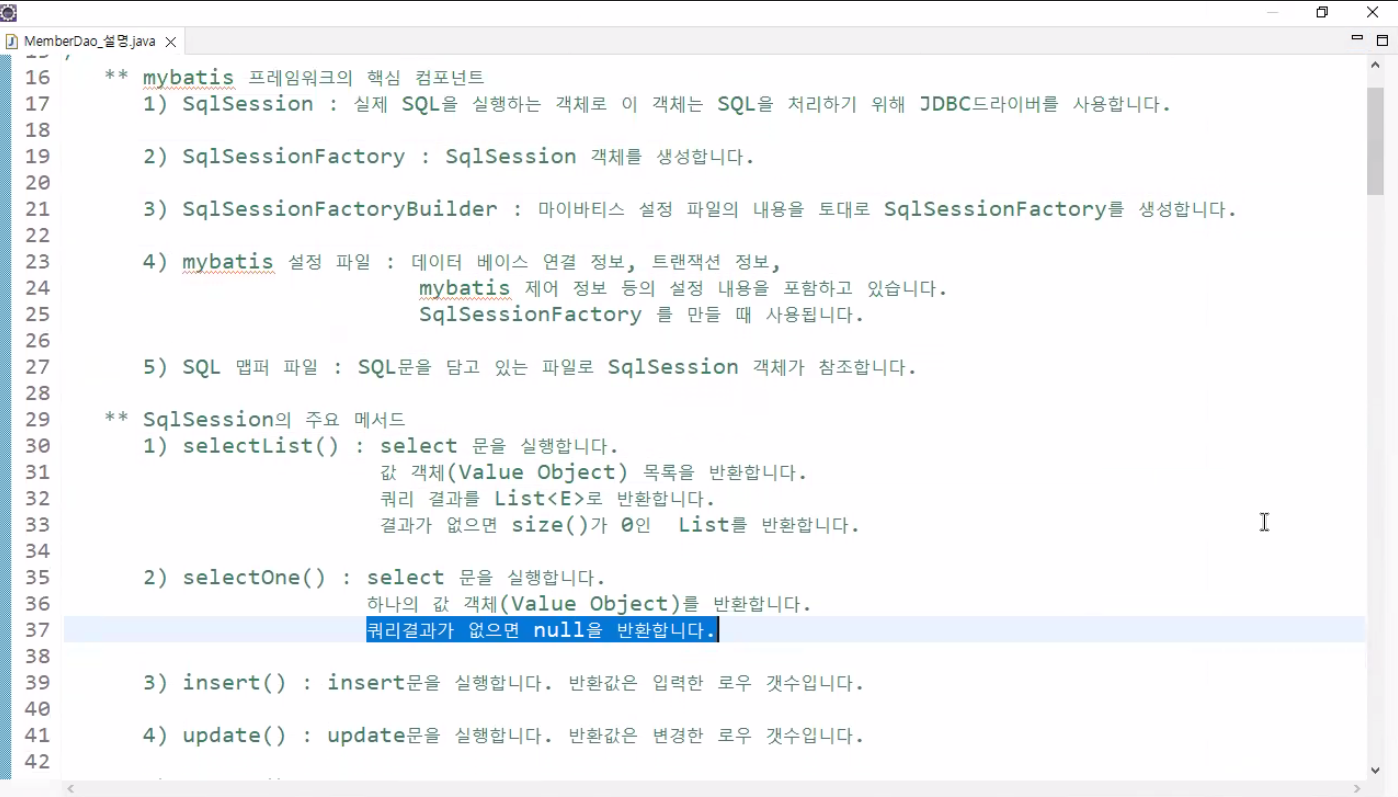 MemberDao_설명.java
16 ** mybatis 프레임워크의 핵심 컴포넌트
17 1) SqlSession : 실제 SQL을 실행하는 객체로 이 객체는 SQL을 처리하기 위해 JDBC드라이버를 사용합니다.
18
19 2) SqlSessionFactory : SqlSession 객체를 생성합니다.
20
21 3) SqlSessionFactoryBuilder : 마이바티스 설정 파일의 내용을 토대로 SqlSessionFactory를 생성합니다.
22
23 4) mybatis 설정 파일 : 데이터 베이스 연결 정보, 트랜잭션 정보,
24 mybatis 제어 정보 등의 설정 내용을 포함하고 있습니다.
25 SqlSessionFactory 를 만들 때 사용됩니다.
26
27 5) SQL 맵퍼 파일 : SQL문을 담고 있는 파일로 SqlSession 객체가 참조합니다.
28
29 ** SqlSession의 주요 메서드
30 1) selectList() : select 문을 실행합니다.
31 값 객체(Value Object) 목록을 반환합니다.
32 쿼리 결과를 List<E>로 반환합니다.
33 결과가 없으면 size()가 0인 List를 반환합니다.
34
35 2) selectOne() : select 문을 실행합니다.
36 하나의 값 객체(Value Object)를 반환합니다.
37 쿼리결과가 없으면 null을 반환합니다.
38
39 3) insert() : insert문을 실행합니다. 반환값은 입력한 로우 갯수입니다.
40
41 4) update() : update문을 실행합니다. 반환값은 변경한 로우 갯수입니다.
42